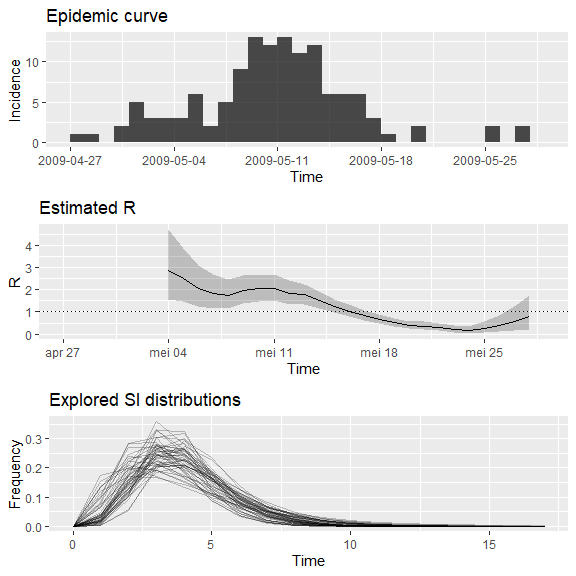 Epidemic curve
10
5
0
Incidence
2009-04-27 2009-05-04 2009-05-11 2009-05-18 2009-05-25
Time
Estimated R
4
3
2
1
0
R
apr 27 mei 04 mei 11 mei 18 mei 25
Time
Explored SI distributions
0.3
0.2
0.1
0.0
Frequency
0 5 10 15
Time